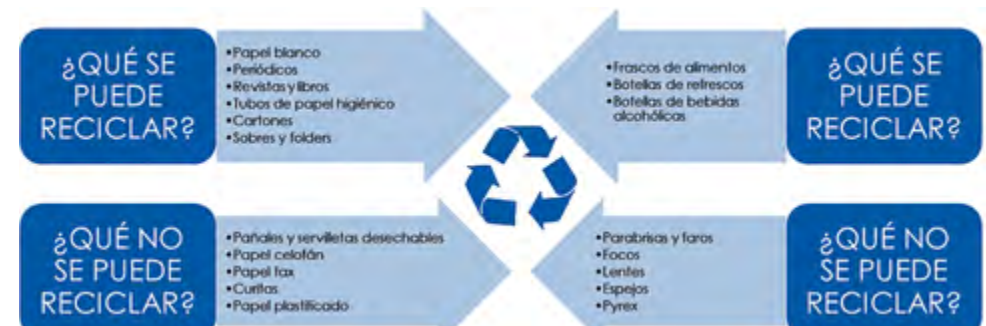 ¿QUÉ SE
PUEDE
RECICLAR?
•Papel blanco
•Periódicos
•Revistas y libros
•Tubos de papel higiénico
•Cartones
•Sobres y folders
•Frascos de alimentos
•Botellas de refrescos
•Botellas de bebidas
alcohólicas
¿QUÉ SE
PUEDE
RECICLAR?
¿QUÉ NO
SE PUEDE
RECICLAR?
•Pañales y servilletas desechables
•Papel celofán
•Papel fax
•Curitas
•Papel plastificado
•Parabrisas y faros
•Focos
•Lentes
•Espejos
•Pyrex
¿QUÉ NO
SE PUEDE
RECICLAR?